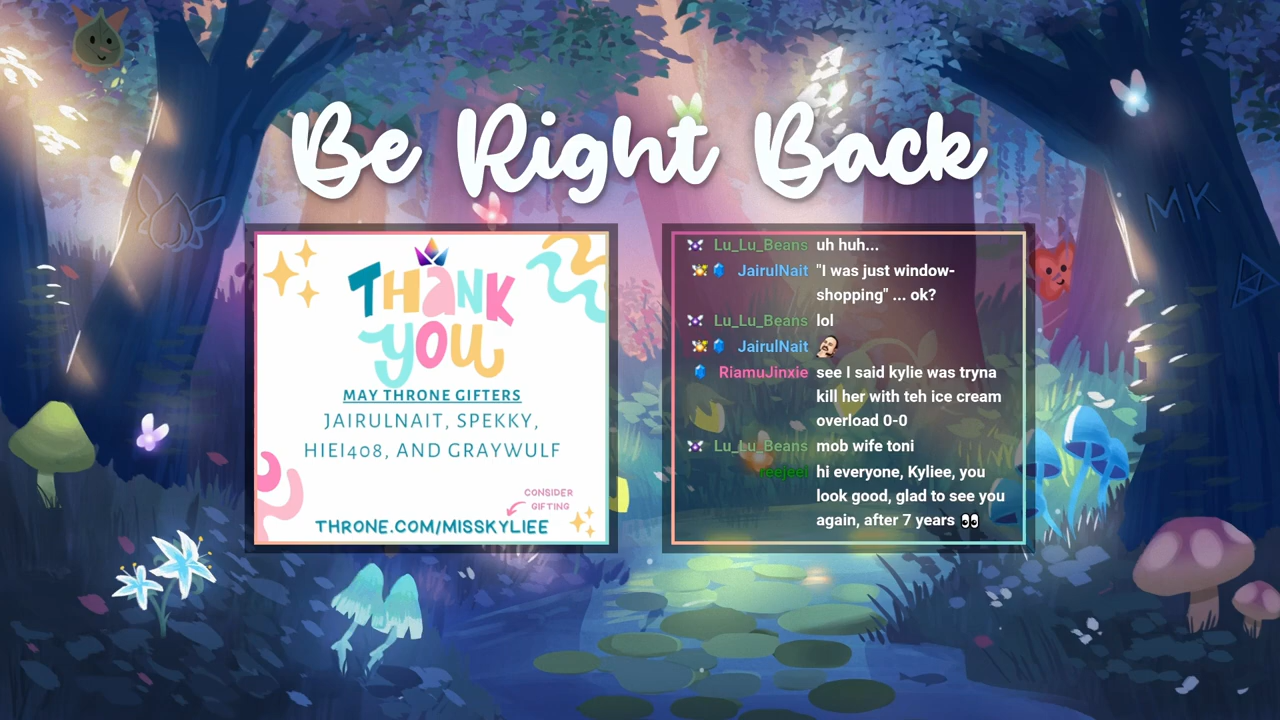 Be Right Back
MK
THANK
YOU
MAY THRONE GIFTERS
JAIRULNAIT, SPEKKY,
HIEI408, AND GRAYWULF
CONSIDER
GIFTING
THRONE.COM/MISSKYLIEE
Lu_Lu_Beans uh huh...
JairulNait "I was just window-
shopping" ... ok?
Lu_Lu_Beans lol
JairulNait
RiamuJinxie see I said kylie was tryna
kill her with teh ice cream
overload 0-0
Lu_Lu_Beans mob wife toni
hi everyone, Kyliee, you
look good, glad to see you
again, after 7 years 👀